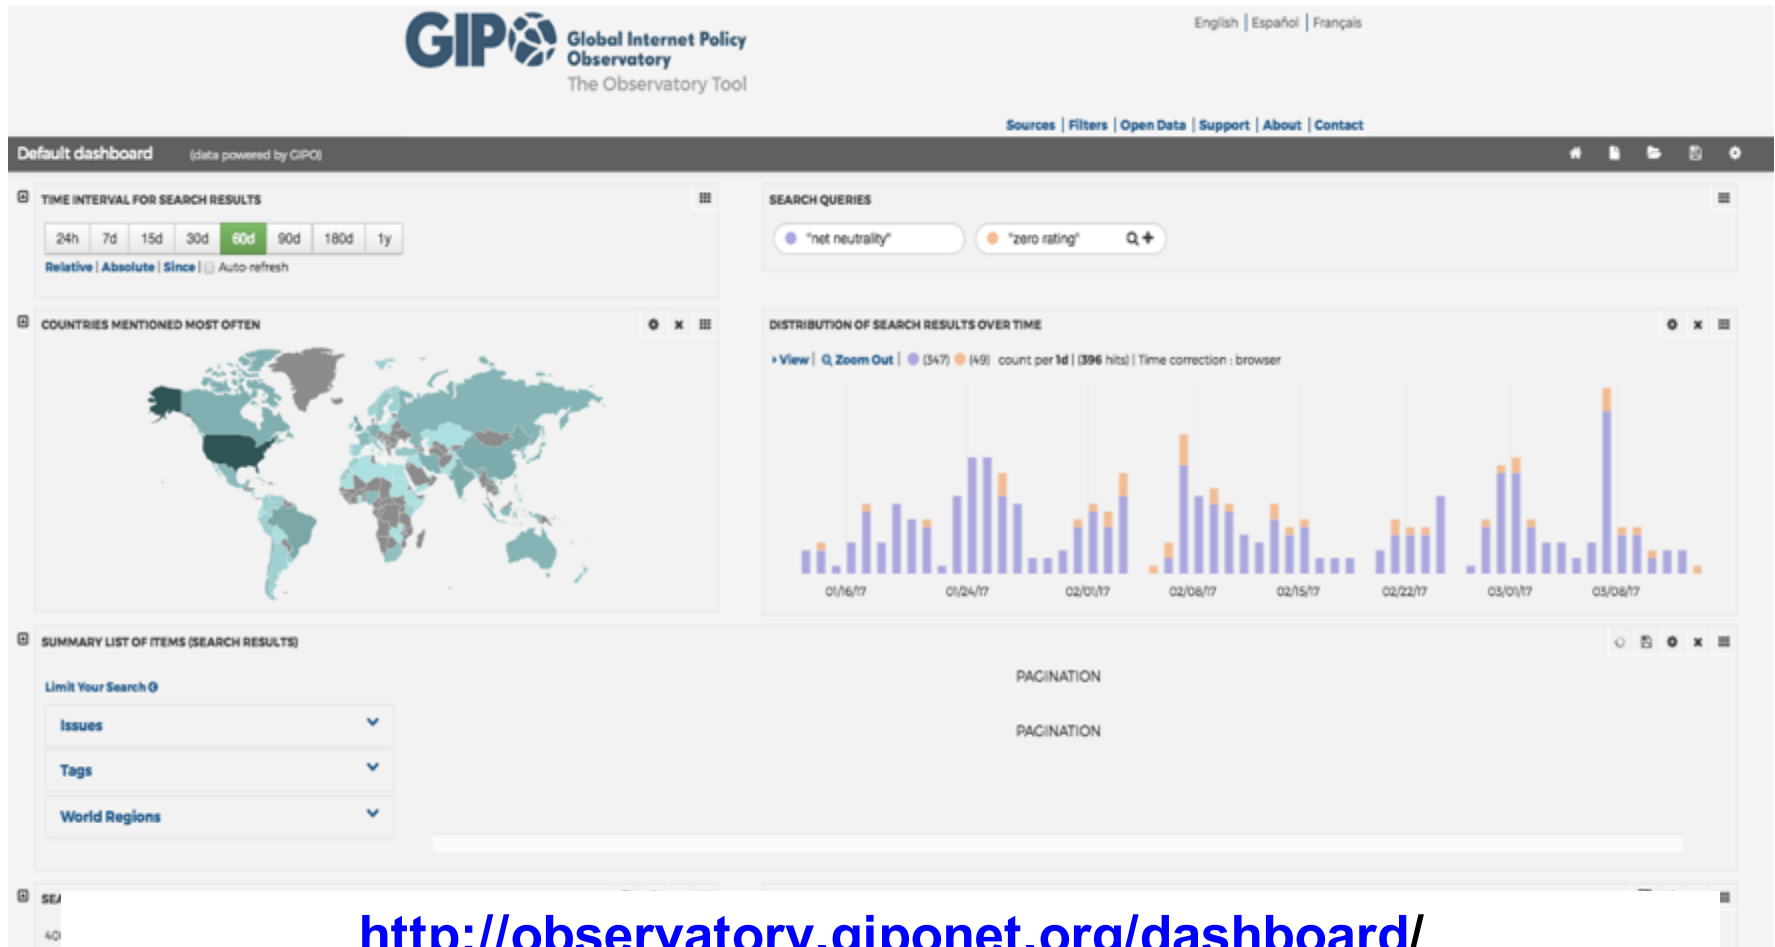 GIPO Global Internet Policy
Observatory
The Observatory Tool
English | Español | Français
Sources | Filters | Open Data | Support | About | Contact
Default dashboard (data powered by GIPO)
TIME INTERVAL FOR SEARCH RESULTS
24h 7d 15d 30d 60d 90d 180d 1y
Relative | Absolute | Since | Auto-refresh
SEARCH QUERIES
"net neutrality" "zero rating"
COUNTRIES MENTIONED MOST OFTEN
DISTRIBUTION OF SEARCH RESULTS OVER TIME
View | Zoom Out | (347) (49) count per 1d | (396 hits) | Time correction : browser
01/16/17 01/24/17 02/01/17 02/08/17 02/15/17 02/22/17 03/01/17 03/08/17
SUMMARY LIST OF ITEMS (SEARCH RESULTS)
Limit Your Search
Issues
Tags
World Regions
PAGINATION
PAGINATION
http://observatory.giponet.org/dashboard/